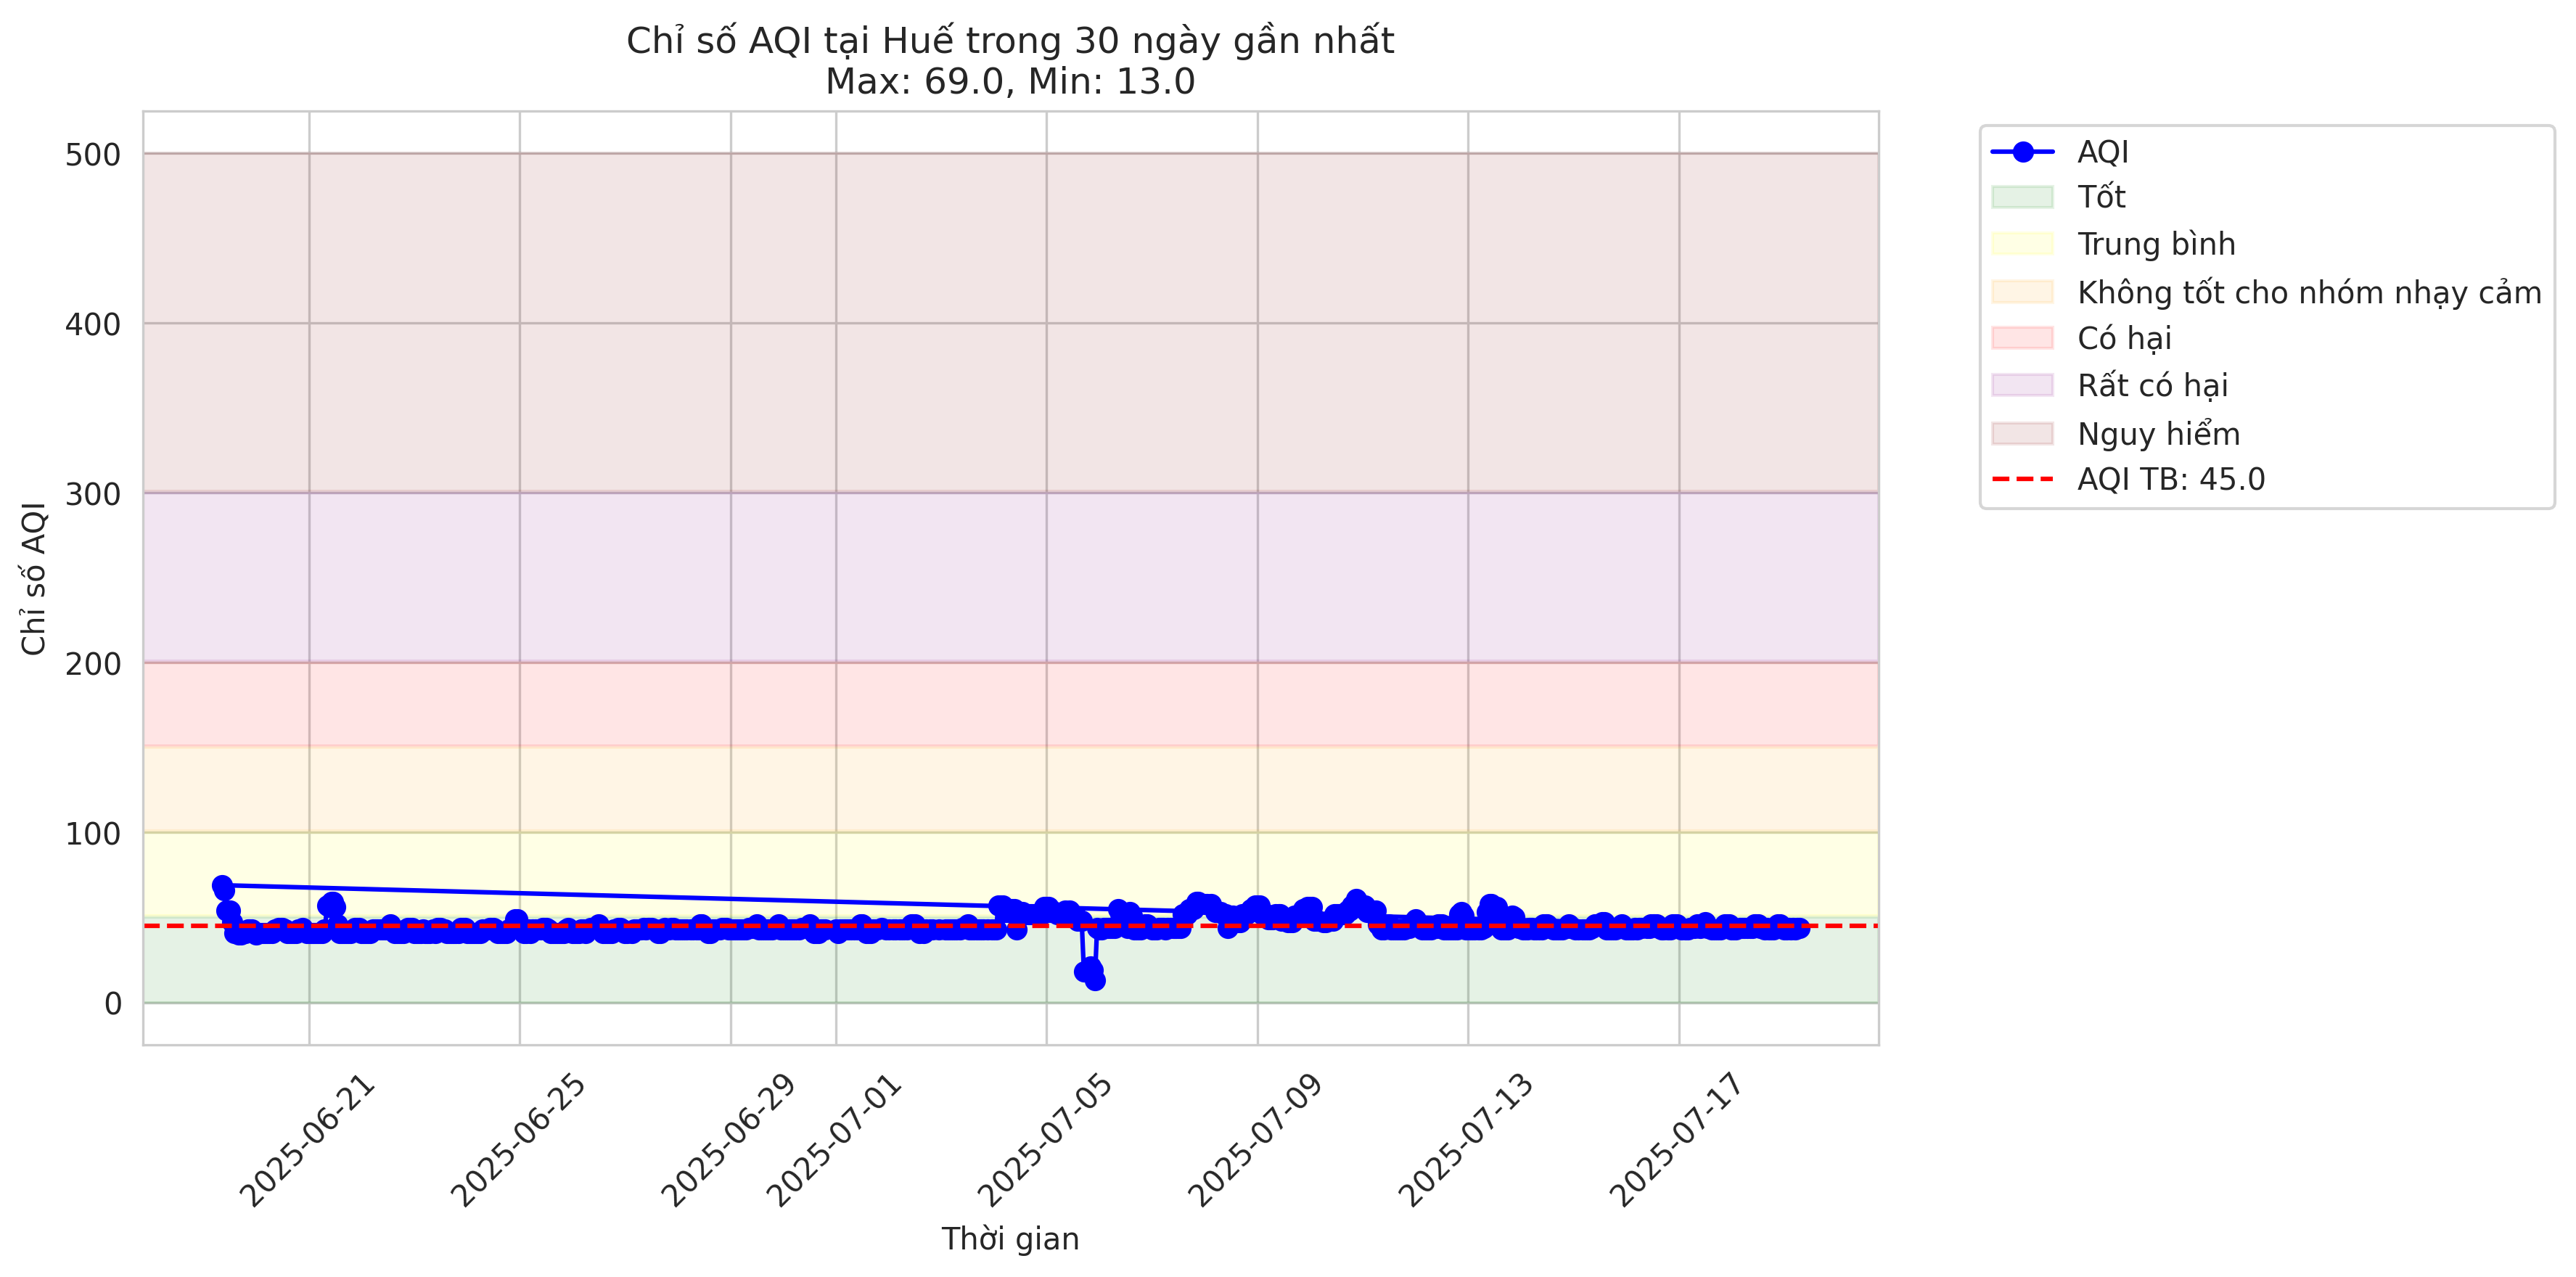 Chỉ số AQI tại Huế trong 30 ngày gần nhất
Max: 69.0, Min: 13.0
Chỉ số AQI
500
400
300
200
100
0
2025-06-21
2025-06-25
2025-06-29
2025-07-01
2025-07-05
2025-07-09
2025-07-13
2025-07-17
Thời gian
AQI
Tốt
Trung bình
Không tốt cho nhóm nhạy cảm
Có hại
Rất có hại
Nguy hiểm
AQI TB: 45.0